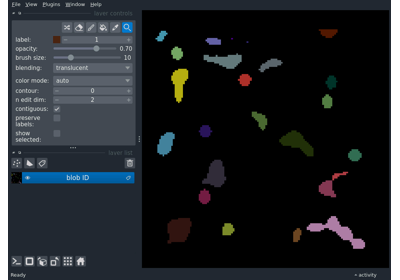 File View Plugins Window Help
layer controls
label: 1
opacity: 0.70
brush size: 10
blending: translucent
color mode: auto
contour: 0
n edit dim: 2
contiguous:
preserve
labels:
show
selected:
layer list
blob ID
Ready
activity